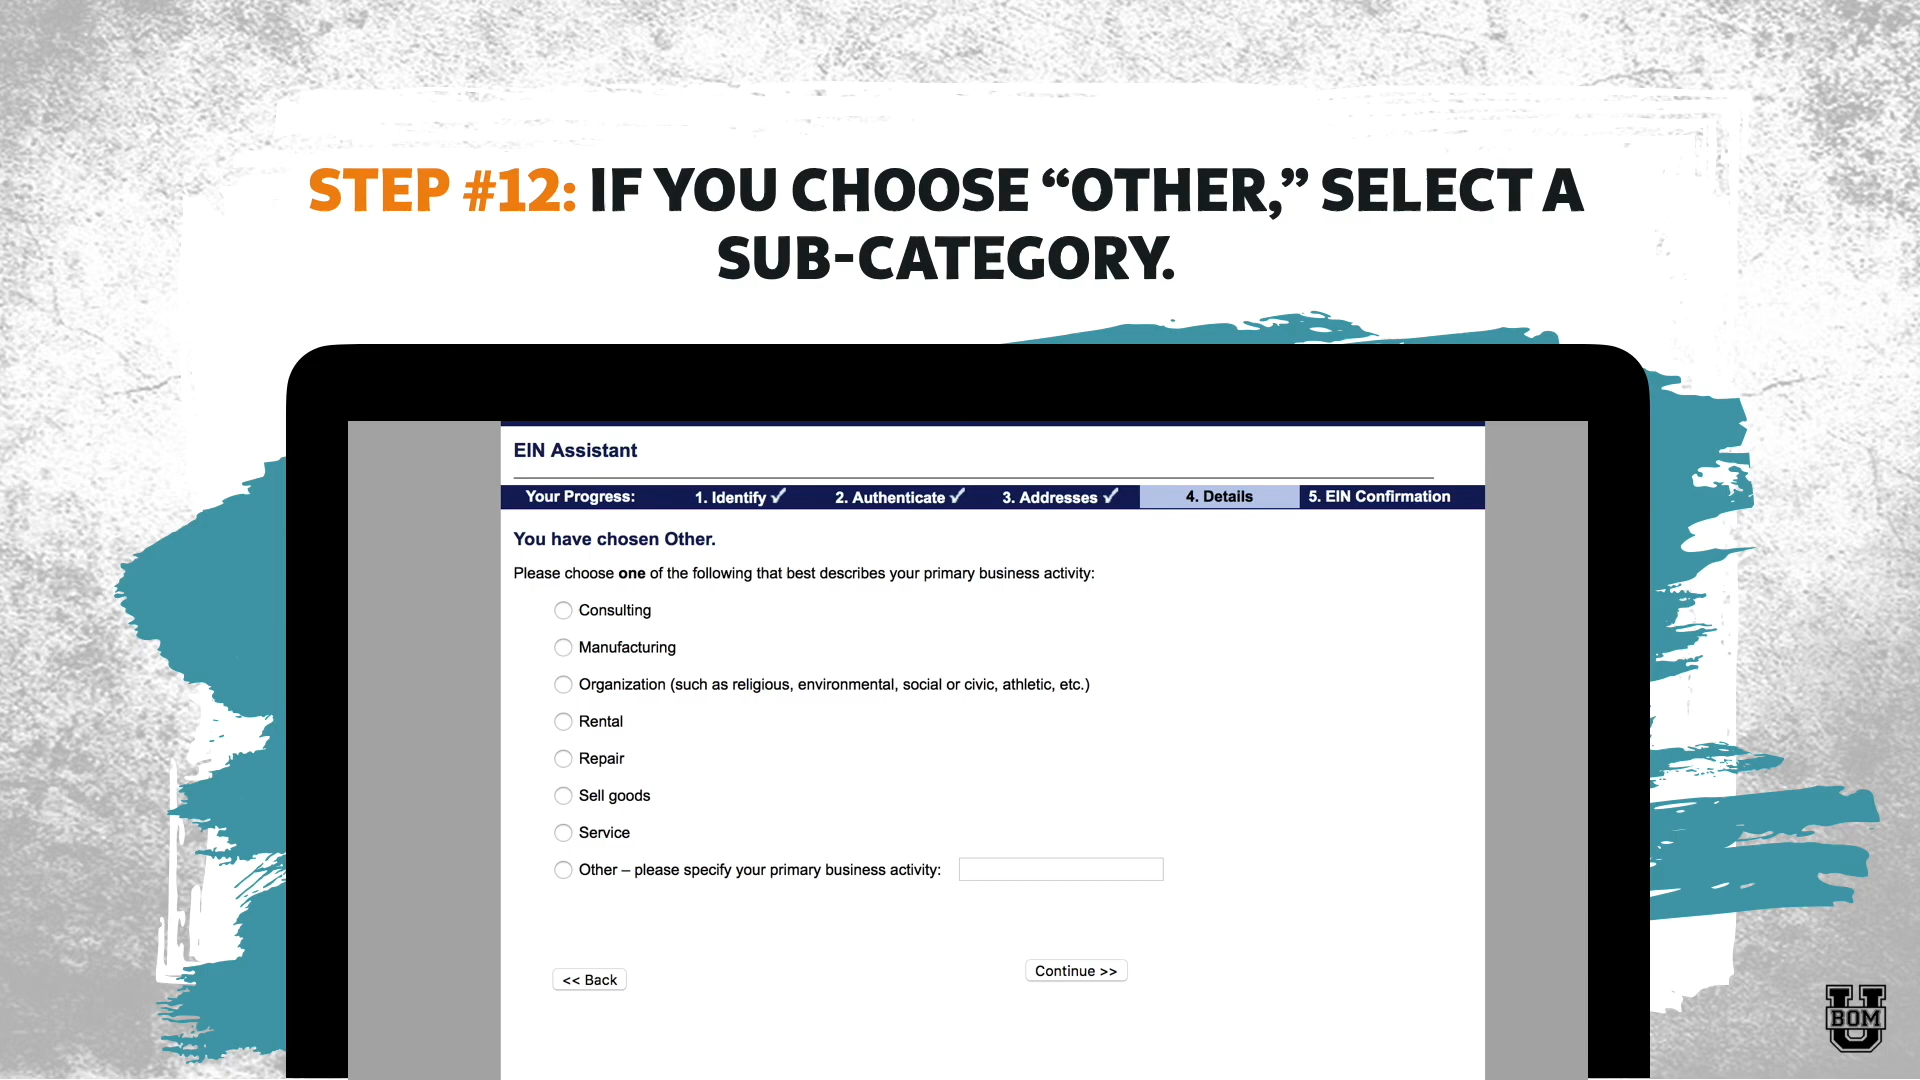 STEP #12: IF YOU CHOOSE “OTHER,” SELECT A
SUB-CATEGORY.
EIN Assistant
Your Progress: 1. Identify ✓ 2. Authenticate ✓ 3. Addresses ✓ 4. Details 5. EIN Confirmation
You have chosen Other.
Please choose one of the following that best describes your primary business activity:
Consulting
Manufacturing
Organization (such as religious, environmental, social or civic, athletic, etc.)
Rental
Repair
Sell goods
Service
Other – please specify your primary business activity:
<< Back
Continue >>
U
BOM